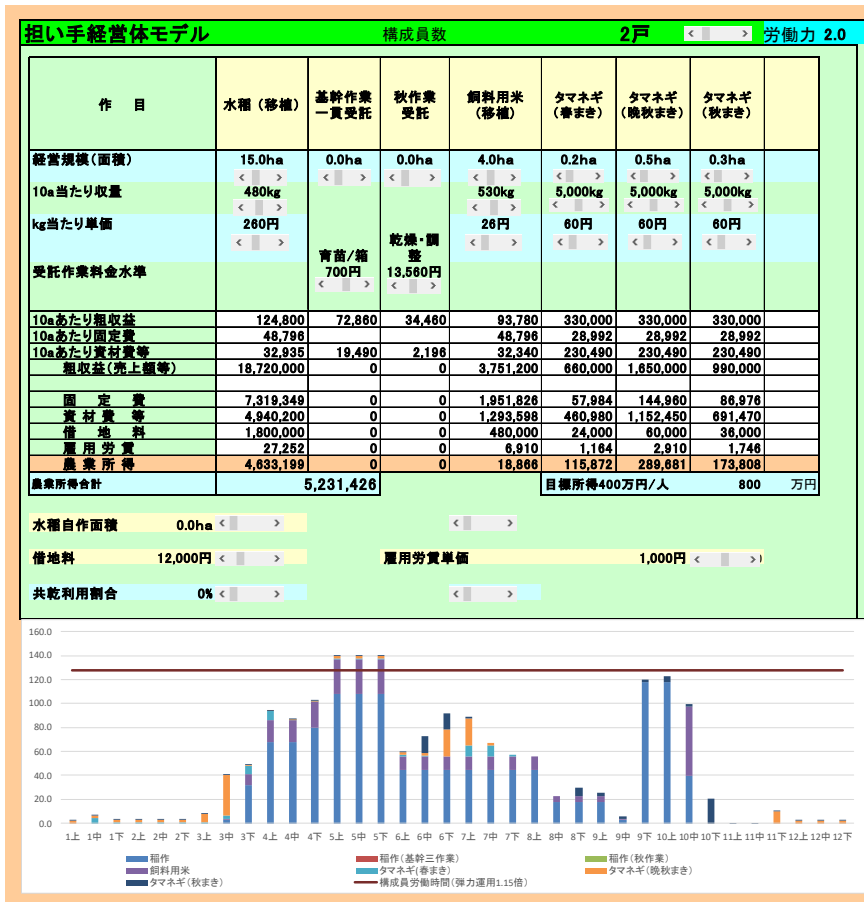 担い手経営体モデル 構成員数 2戸 労働力 2.0
作 目 水稲（移植） 基幹作業一貫受託 秋作業受託 飼料用米（移植） タマネギ（春まき） タマネギ（晩秋まき） タマネギ（秋まき）
経営規模（面積） 15.0ha 0.0ha 0.0ha 4.0ha 0.2ha 0.5ha 0.3ha
10a当たり収量 480kg 530kg 5,000kg 5,000kg 5,000kg
kg当たり単価 260円 26円 60円 60円 60円
育苗/箱 乾燥・調整
受託作業料金水準 700円 13,560円
10aあたり粗収益 124,800 72,860 34,460 93,780 330,000 330,000 330,000
10aあたり固定費 48,796 48,796 28,992 28,992 28,992
10aあたり資材費等 32,935 19,490 2,196 32,340 230,490 230,490 230,490
粗収益（売上額等） 18,720,000 0 0 3,751,200 660,000 1,650,000 990,000
固 定 費 7,319,349 0 0 1,951,826 57,984 144,960 86,976
資 材 費 等 4,940,200 0 0 1,293,598 460,980 1,152,450 691,470
借 地 料 1,800,000 0 0 480,000 24,000 60,000 36,000
雇 用 労 賃 27,252 0 0 6,910 1,164 2,910 1,746
農 業 所 得 4,633,199 0 0 18,866 115,872 289,681 173,808
農業所得合計 5,231,426 目標所得400万円/人 800 万円
水稲自作面積 0.0ha
借地料 12,000円 雇用労賃単価 1,000円
共乾利用割合 0%
160.0
140.0
120.0
100.0
80.0
60.0
40.0
20.0
0.0
1上 1中 1下 2上 2中 2下 3上 3中 3下 4上 4中 4下 5上 5中 5下 6上 6中 6下 7上 7中 7下 8上 8中 8下 9上 9中 9下 10上 10中 10下 11上 11中 11下 12上 12中 12下
稲作 稲作（基幹三作業） 稲作（秋作業）
飼料用米 タマネギ(春まき) タマネギ（晩秋まき）
タマネギ（秋まき） 構成員労働時間（弾力運用1.15倍）